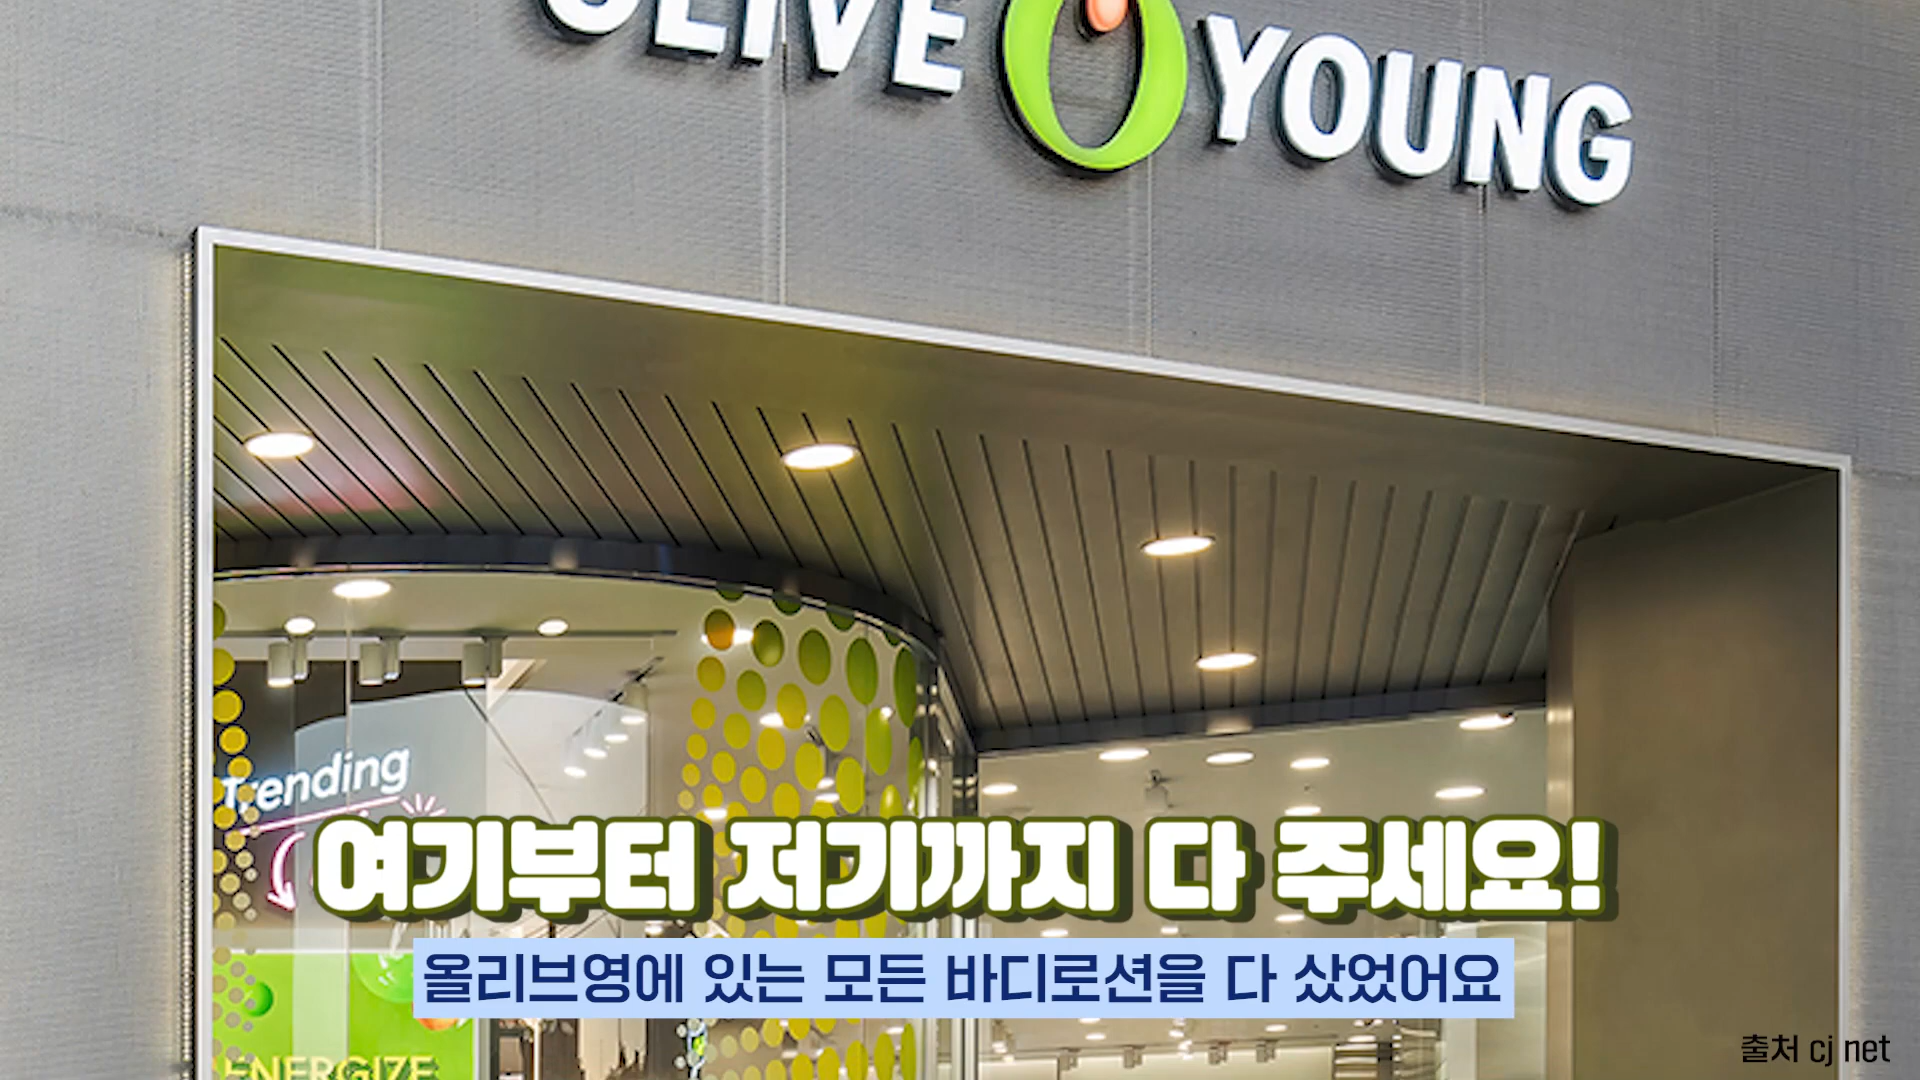 OLIVE YOUNG
Trending
여기부터 저기까지 다 주세요!
올리브영에 있는 모든 바디로션을 다 샀었어요
출처 cj net
ENERGIZE